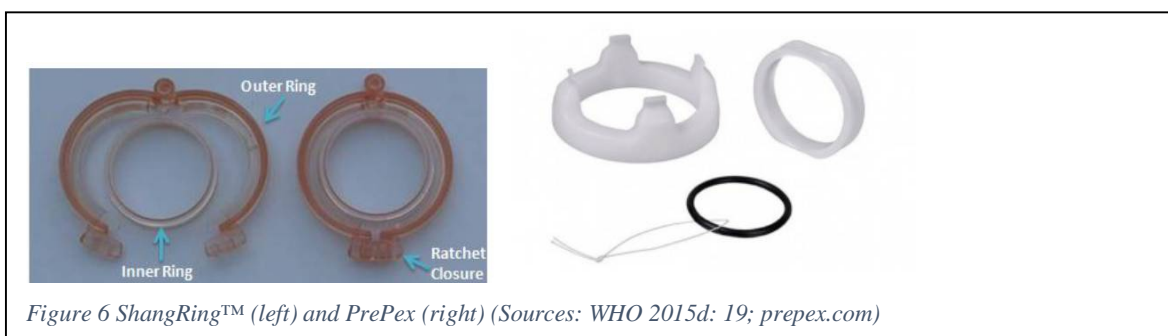 Outer Ring
Inner Ring
Ratchet
Closure
Figure 6 ShangRing™ (left) and PrePex (right) (Sources: WHO 2015d: 19; prepex.com)